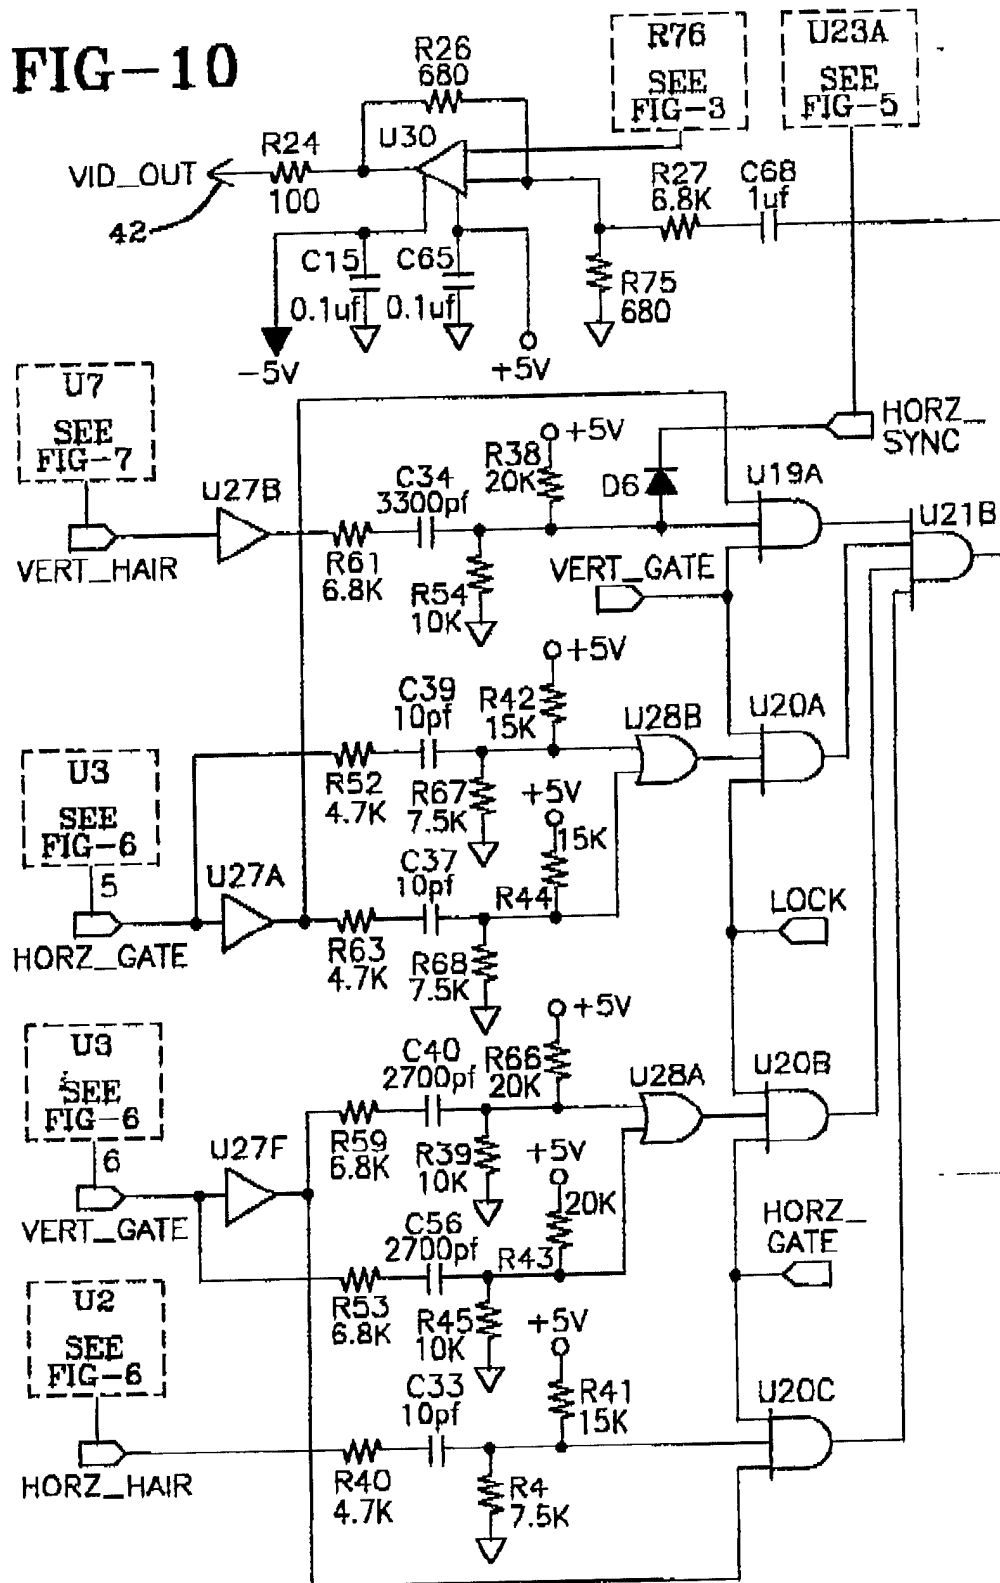 FIG-10
R26
680
R76
SEE
FIG-3
U23A
SEE
FIG-5
U30
R24
100
VID_OUT
42
R27
6.8K
C68
1uf
C15
0.1uf
C65
0.1uf
R75
680
-5V
+5V
U7
SEE
FIG-7
HORZ_
SYNC
+5V
R38
20K
D6
U19A
U21B
U27B
C34
3300pf
VERT_HAIR
R61
6.8K
R54
10K
VERT_GATE
+5V
C39
10pf
R42
15K
U28B
U20A
U3
SEE
FIG-6
5
R52
4.7K
R67
7.5K
+5V
15K
U27A
C37
10pf
R44
LOCK
HORZ_GATE
R63
4.7K
R68
7.5K
+5V
U3
SEE
FIG-6
6
C40
2700pf
R66
20K
U28A
U20B
U27F
R59
6.8K
R39
10K
+5V
20K
VERT_GATE
C56
2700pf
R43
HORZ_
GATE
U2
SEE
FIG-6
R53
6.8K
R45
10K
+5V
C33
10pf
R41
15K
U20C
HORZ_HAIR
R40
4.7K
R4
7.5K